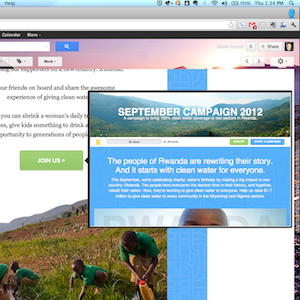 Help
Thu 1:34 PM
Calendar More
0 Share
our friends on board and share the awesome
experience of giving clean water
you can shrink a woman's daily
es, give kids something to drink
portunity to generations of people
JOIN US >
SEPTEMBER CAMPAIGN 2012
A campaign to bring 100% clean water coverage to two sectors in Rwanda.
DONATE
START A CAMPAIGN
The people of Rwanda are rewriting their story.
And it starts with clean water for everyone.
This September, we're celebrating charity: water's birthday by making a big impact in one
country–Rwanda. The people here overcame the darkest time in their history, and together,
rebuilt their nation. Now, they're working to give clean water to everyone. Help us raise $1.7
million to give clean water to every community in the Shyorongi and Ngoma sectors.